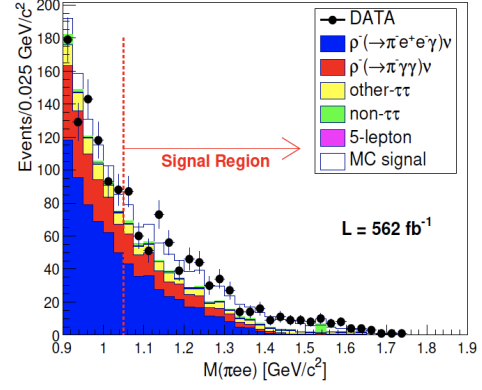 DATA
ρ⁻(→π⁻e⁺e⁻γ)ν
ρ⁻(→π⁻γγ)ν
other-ττ
non-ττ
5-lepton
MC signal
Signal Region
L = 562 fb⁻¹
Events/0.025 GeV/c²
200
180
160
140
120
100
80
60
40
20
0
0.9 1 1.1 1.2 1.3 1.4 1.5 1.6 1.7 1.8 1.9
M(πee) [GeV/c²]